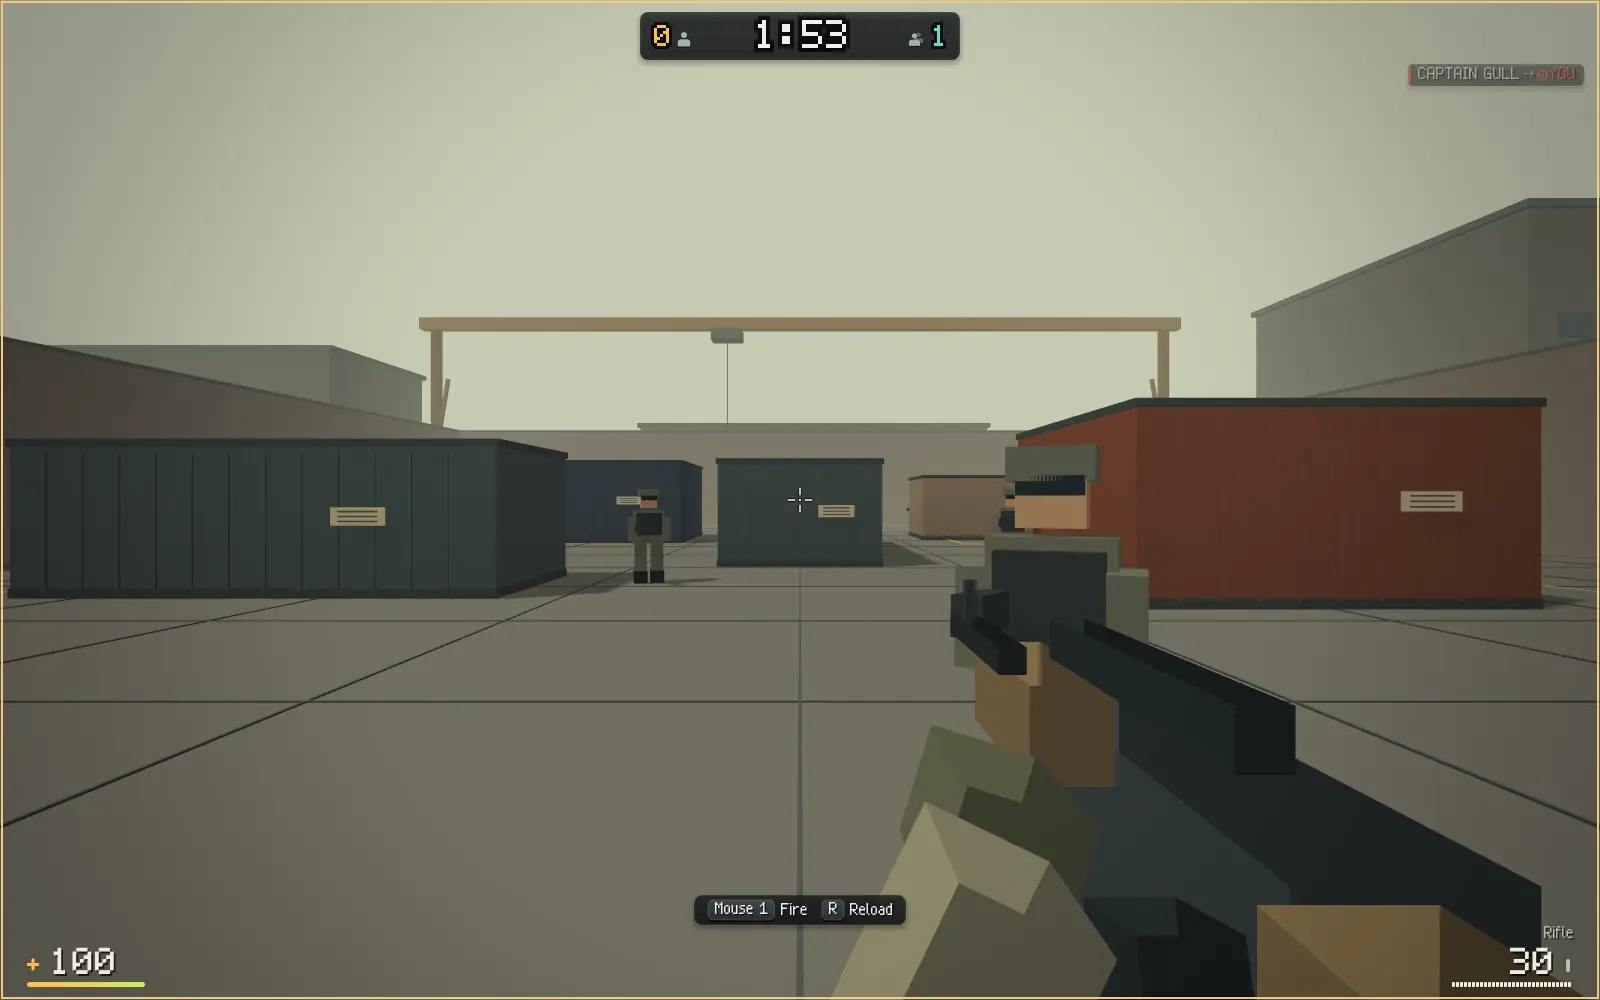 0 1:53 1
CAPTAIN GULL → YOU
Mouse 1 Fire R Reload
+ 100
Rifle
30